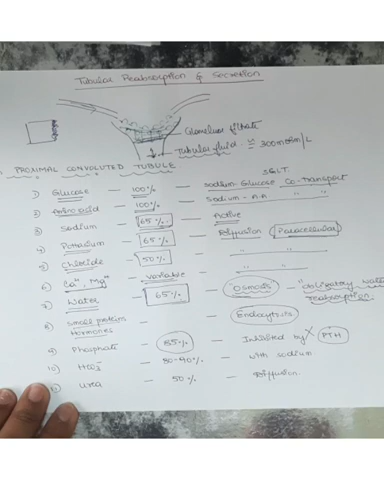 Tubular Reabsorption & Secretion
Glomelular filtrate
Tubular fluid. ≅ 300mosm/L
PROXIMAL CONVOLUTED TUBULE
SGLT.
1) Glucose — 100% — Sodium-Glucose Co-transport
2) Amino acid — 100% — Sodium - A.A " "
3) Sodium — 65% — Active
4) Pottasium — 65% — Diffusion (Paracellular)
5) Chloride — 50% — " "
6) Ca⁺⁺, Mg⁺⁺ — Variable — " "
7) Water — 65% — Osmosis — "obligatory water
reabsorption.
8) Small proteins — Endocytosis
Hormones
9) Phosphate — 85% — Inhibited by PTH
10) HCO₃⁻ — 80-90% — with sodium
11) Urea — 50% — Diffusion.